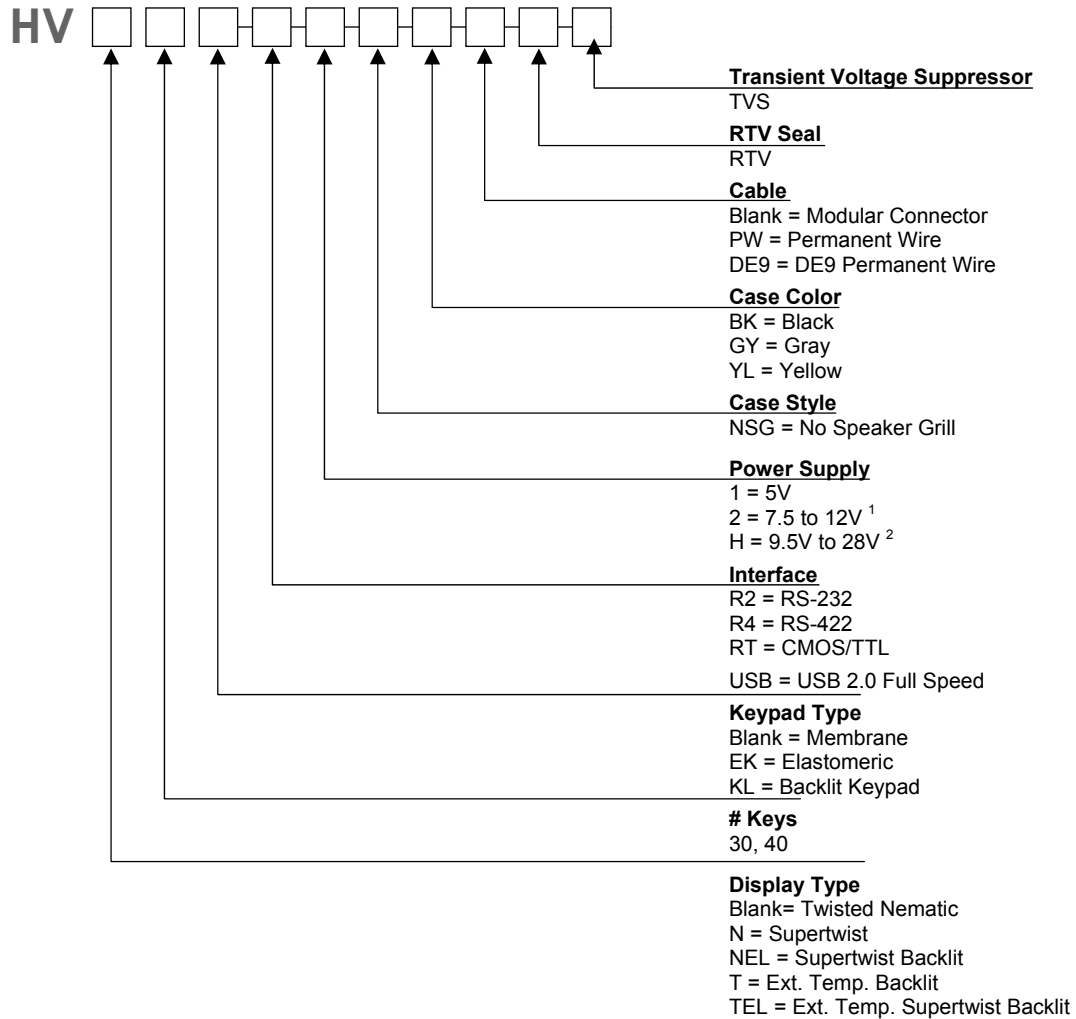 HV
Transient Voltage Suppressor
TVS
RTV Seal
RTV
Cable
Blank = Modular Connector
PW = Permanent Wire
DE9 = DE9 Permanent Wire
Case Color
BK = Black
GY = Gray
YL = Yellow
Case Style
NSG = No Speaker Grill
Power Supply
1 = 5V
2 = 7.5 to 12V 1
H = 9.5V to 28V 2
Interface
R2 = RS-232
R4 = RS-422
RT = CMOS/TTL
USB = USB 2.0 Full Speed
Keypad Type
Blank = Membrane
EK = Elastomeric
KL = Backlit Keypad
# Keys
30, 40
Display Type
Blank= Twisted Nematic
N = Supertwist
NEL = Supertwist Backlit
T = Ext. Temp. Backlit
TEL = Ext. Temp. Supertwist Backlit